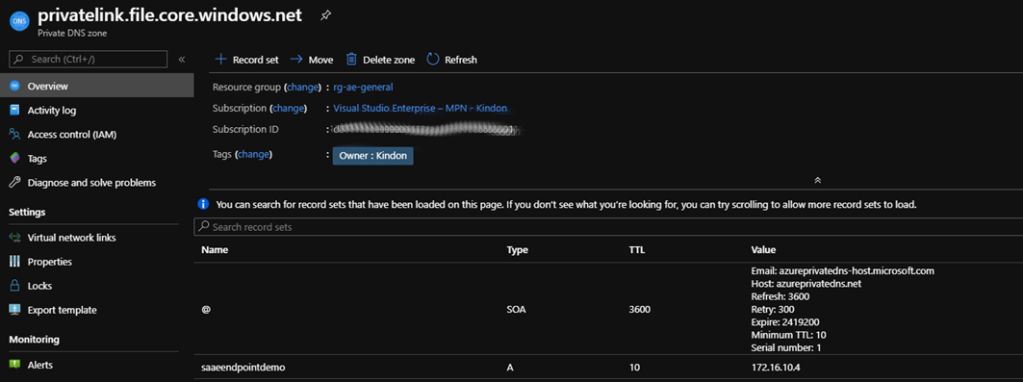 DNS
privatelink.file.core.windows.net
Private DNS zone
Search (Ctrl+/)
«
Record set
Move
Delete zone
Refresh
Overview
Activity log
Access control (IAM)
Tags
Diagnose and solve problems
Settings
Virtual network links
Properties
Locks
Export template
Monitoring
Alerts
Resource group (change) : rg-ae-general
Subscription (change) : Visual Studio Enterprise – MPN - Kindon
Subscription ID :
Tags (change) : Owner : Kindon
You can search for record sets that have been loaded on this page. If you don't see what you're looking for, you can try scrolling to allow more record sets to load.
Search record sets
Name Type TTL Value
@ SOA 3600
Email: azureprivatedns-host.microsoft.com
Host: azureprivatedns.net
Refresh: 3600
Retry: 300
Expire: 2419200
Minimum TTL: 10
Serial number: 1
saaeendpointdemo A 10 172.16.10.4